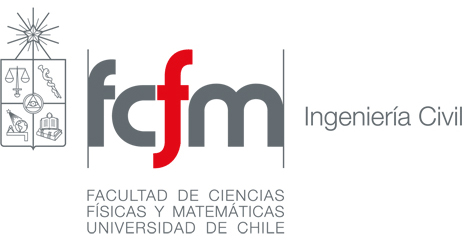 fcfm
Ingeniería Civil
FACULTAD DE CIENCIAS
FÍSICAS Y MATEMÁTICAS
UNIVERSIDAD DE CHILE